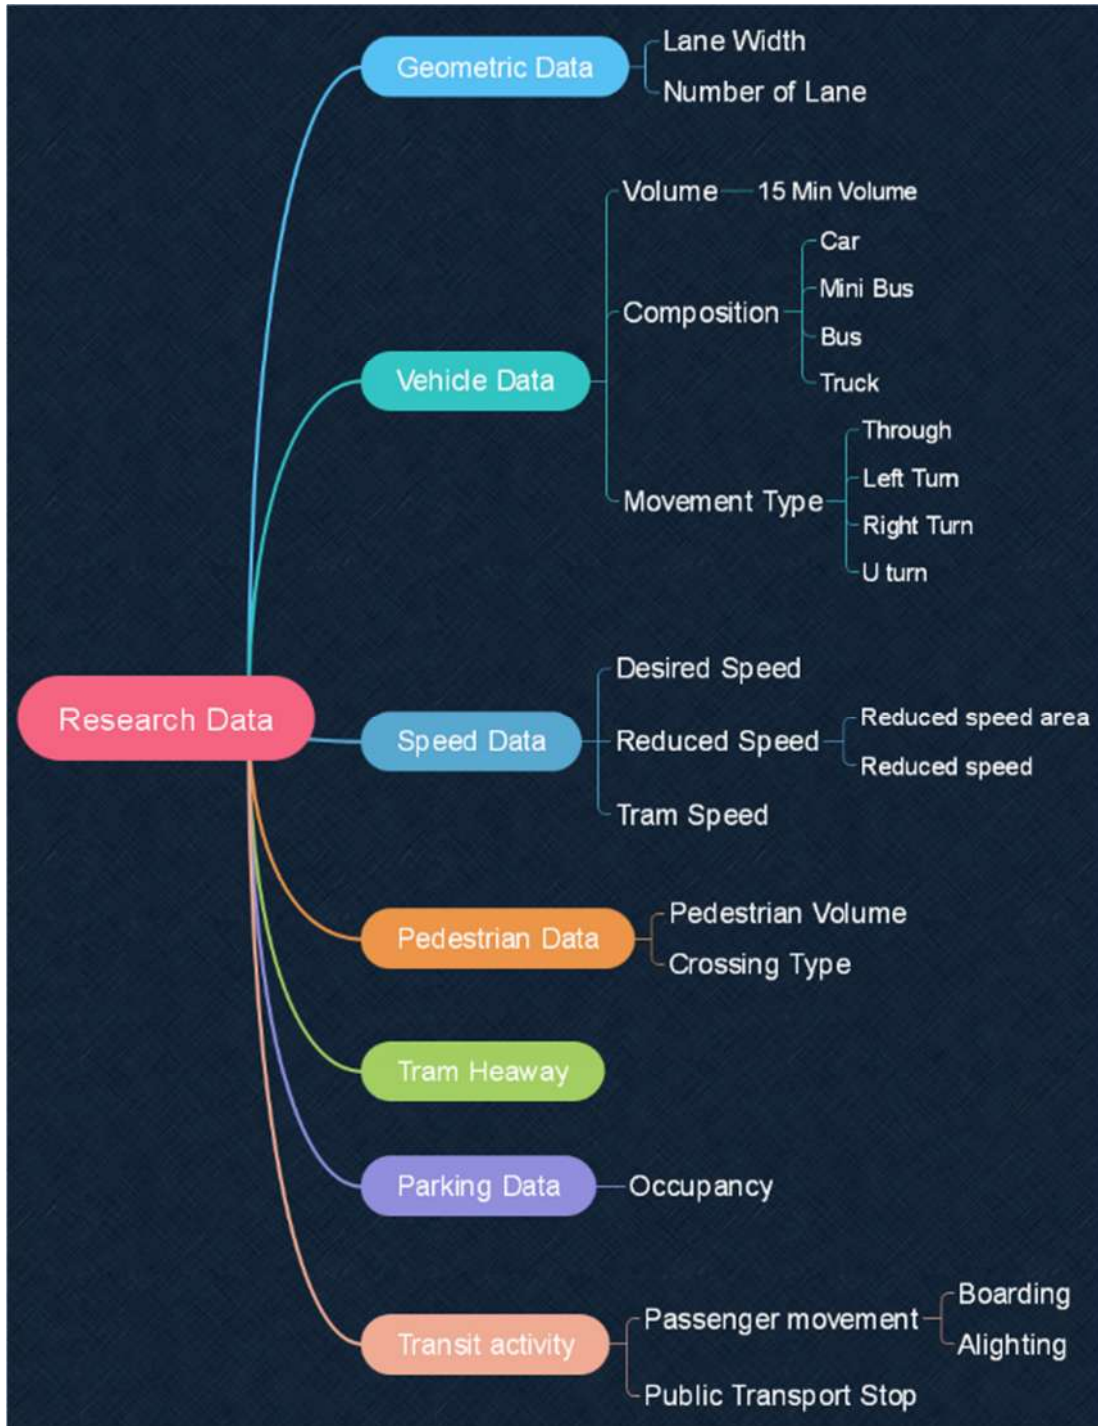 Research Data
Geometric Data
Lane Width
Number of Lane
Vehicle Data
Volume
15 Min Volume
Composition
Car
Mini Bus
Bus
Truck
Movement Type
Through
Left Turn
Right Turn
U turn
Speed Data
Desired Speed
Reduced Speed
Reduced speed area
Reduced speed
Tram Speed
Pedestrian Data
Pedestrian Volume
Crossing Type
Tram Heaway
Parking Data
Occupancy
Transit activity
Passenger movement
Boarding
Alighting
Public Transport Stop